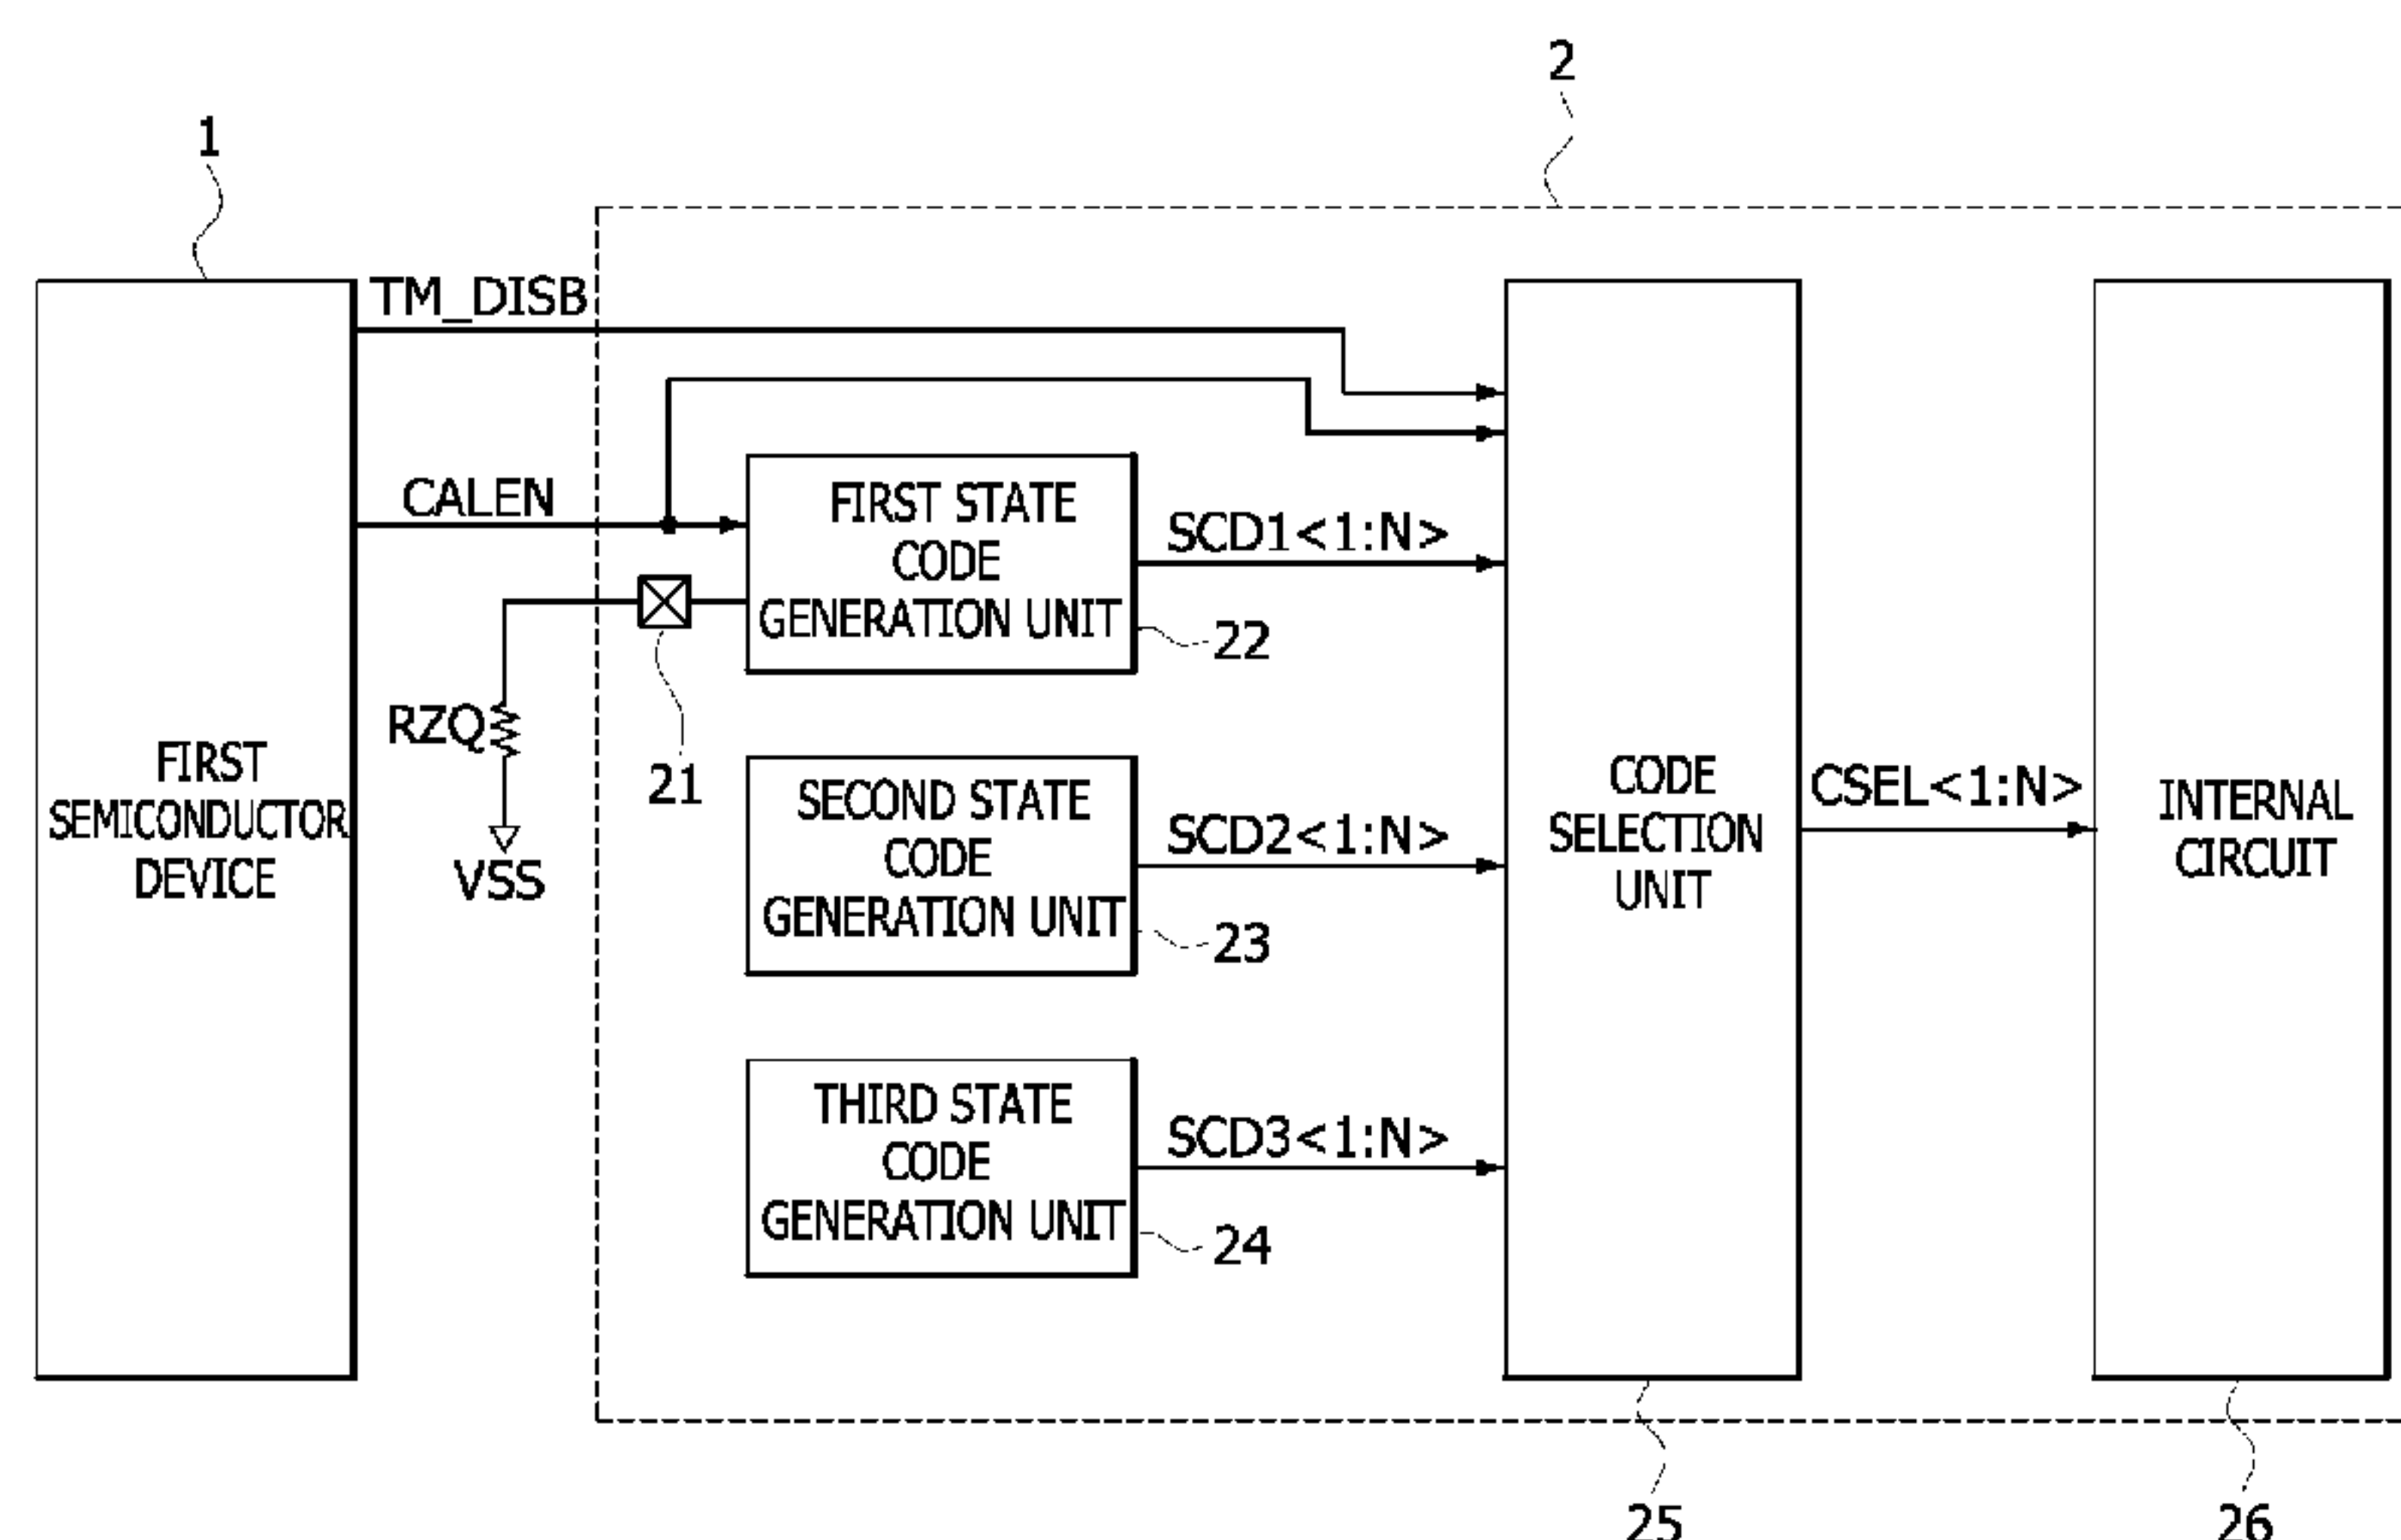 2
1
TM_DISB
CALEN
FIRST STATE
CODE
GENERATION UNIT
SCD1<1:N>
22
RZQ
21
VSS
FIRST
SEMICONDUCTOR
DEVICE
SECOND STATE
CODE
GENERATION UNIT
SCD2<1:N>
23
CODE
SELECTION
UNIT
CSEL<1:N>
INTERNAL
CIRCUIT
THIRD STATE
CODE
GENERATION UNIT
SCD3<1:N>
24
25
26